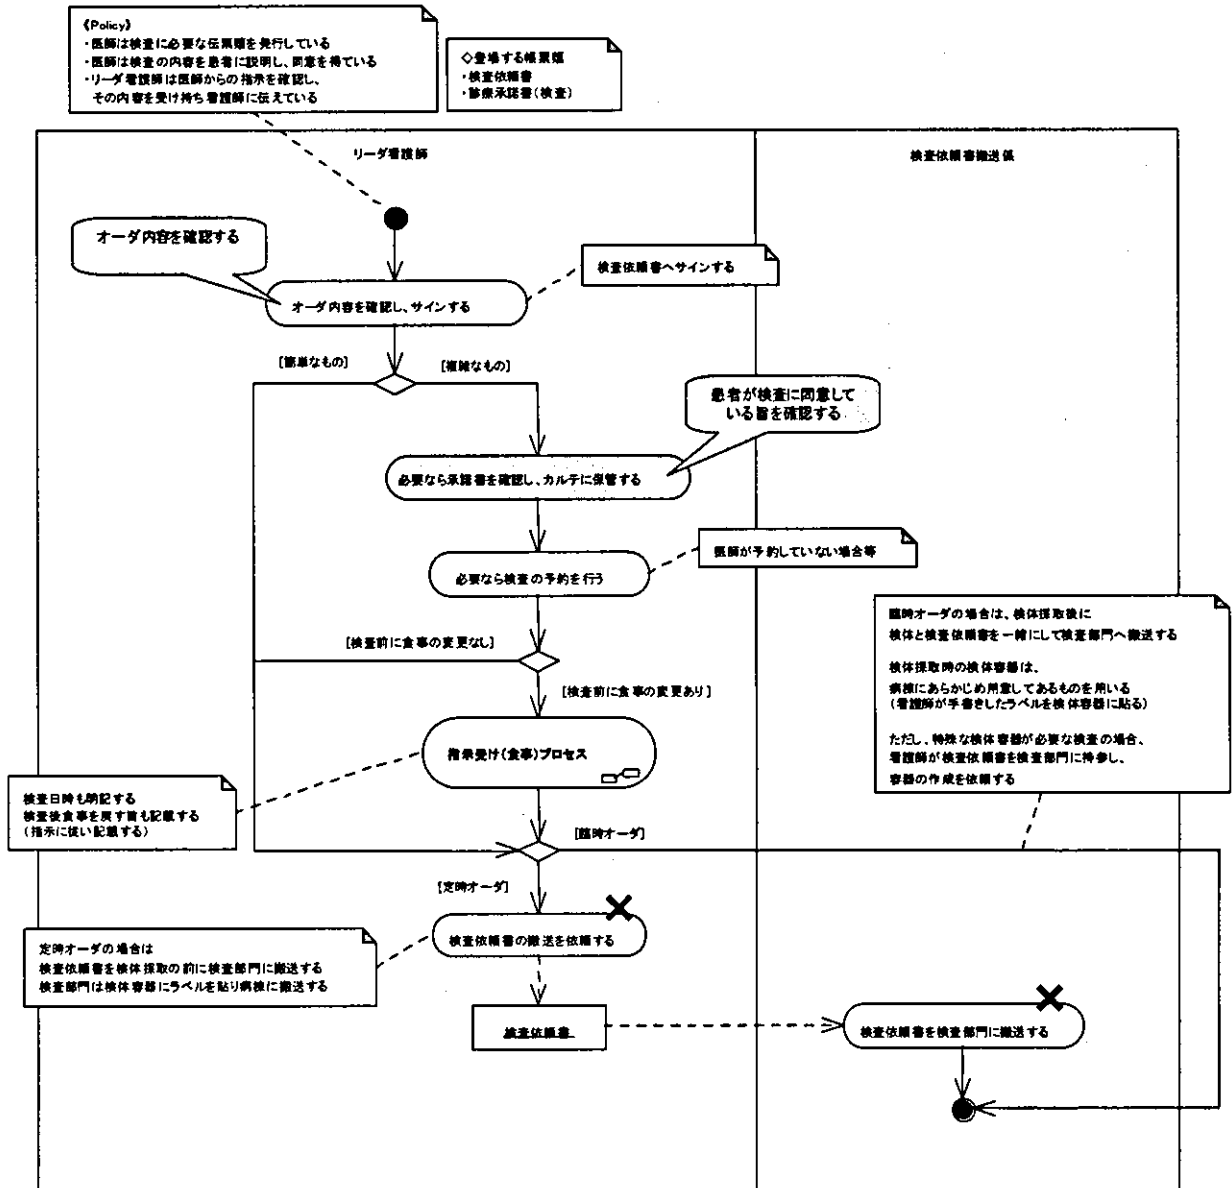 《Policy》
・医師は検査に必要な伝票類を発行している
・医師は検査の内容を患者に説明し、同意を得ている
・リーダ看護師は医師からの指示を確認し、
その内容を受け持ち看護師に伝えている
◇登場する帳票類
・検査依頼書
・診療承諾書(検査)
リーダ看護師
検査依頼書搬送係
オーダ内容を確認する
検査依頼書へサインする
オーダ内容を確認し、サインする
[簡単なもの]
[複雑なもの]
患者が検査に同意して
いる旨を確認する
必要なら承諾書を確認し、カルテに保管する
医師が予約していない場合等
必要なら検査の予約を行う
臨時オーダの場合は、検体採取後に
検体と検査依頼書を一緒にして検査部門へ搬送する
検体採取時の検体容器は、
病棟にあらかじめ用意してあるものを用いる
(看護師が手書きしたラベルを検体容器に貼る)
ただし、特殊な検体容器が必要な検査の場合、
看護師が検査依頼書を検査部門に持参し、
容器の作成を依頼する
[検査前に食事の変更なし]
[検査前に食事の変更あり]
指示受け(食事)プロセス
検査日時も明記する
検査後食事を戻す旨も記載する
(指示に従い記載する)
[臨時オーダ]
[定時オーダ]
検査依頼書の搬送を依頼する
定時オーダの場合は
検査依頼書を検体採取の前に検査部門に搬送する
検査部門は検体容器にラベルを貼り病棟に搬送する
検査依頼書
検査依頼書を検査部門に搬送する